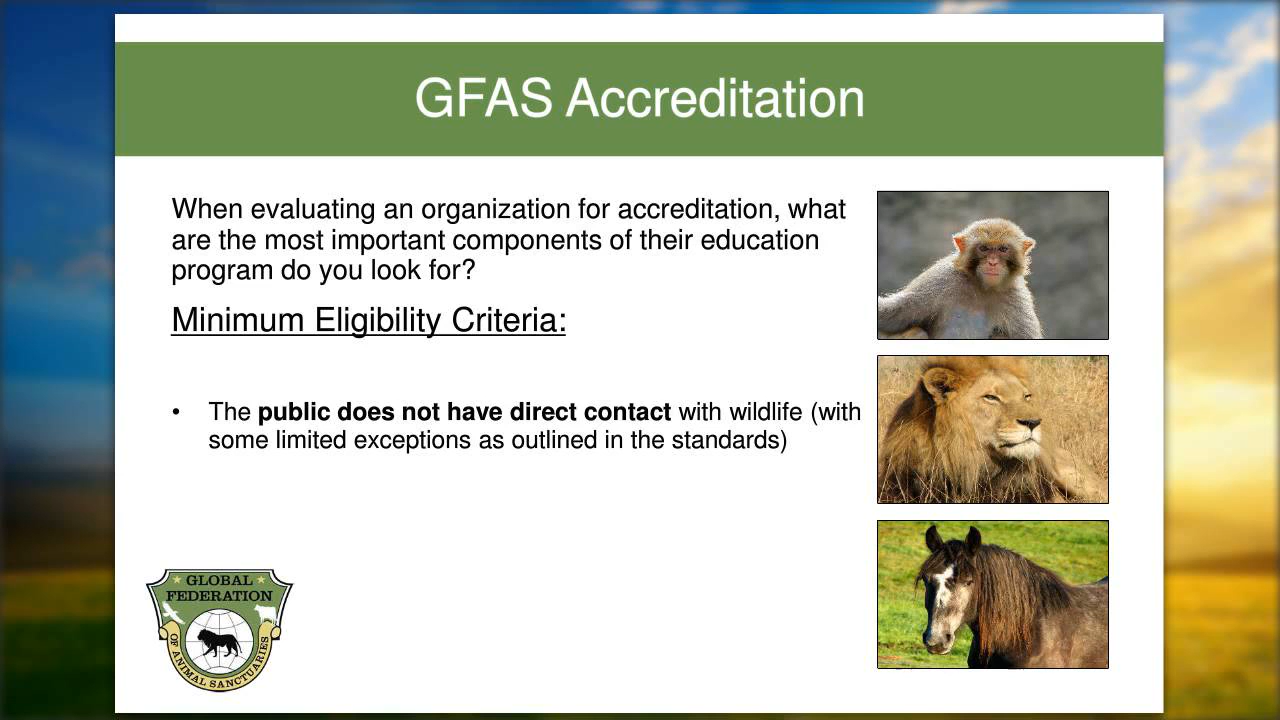 GFAS Accreditation
When evaluating an organization for accreditation, what
are the most important components of their education
program do you look for?
Minimum Eligibility Criteria:
• The public does not have direct contact with wildlife (with
some limited exceptions as outlined in the standards)
GLOBAL
FEDERATION
OF ANIMAL SANCTUARIES